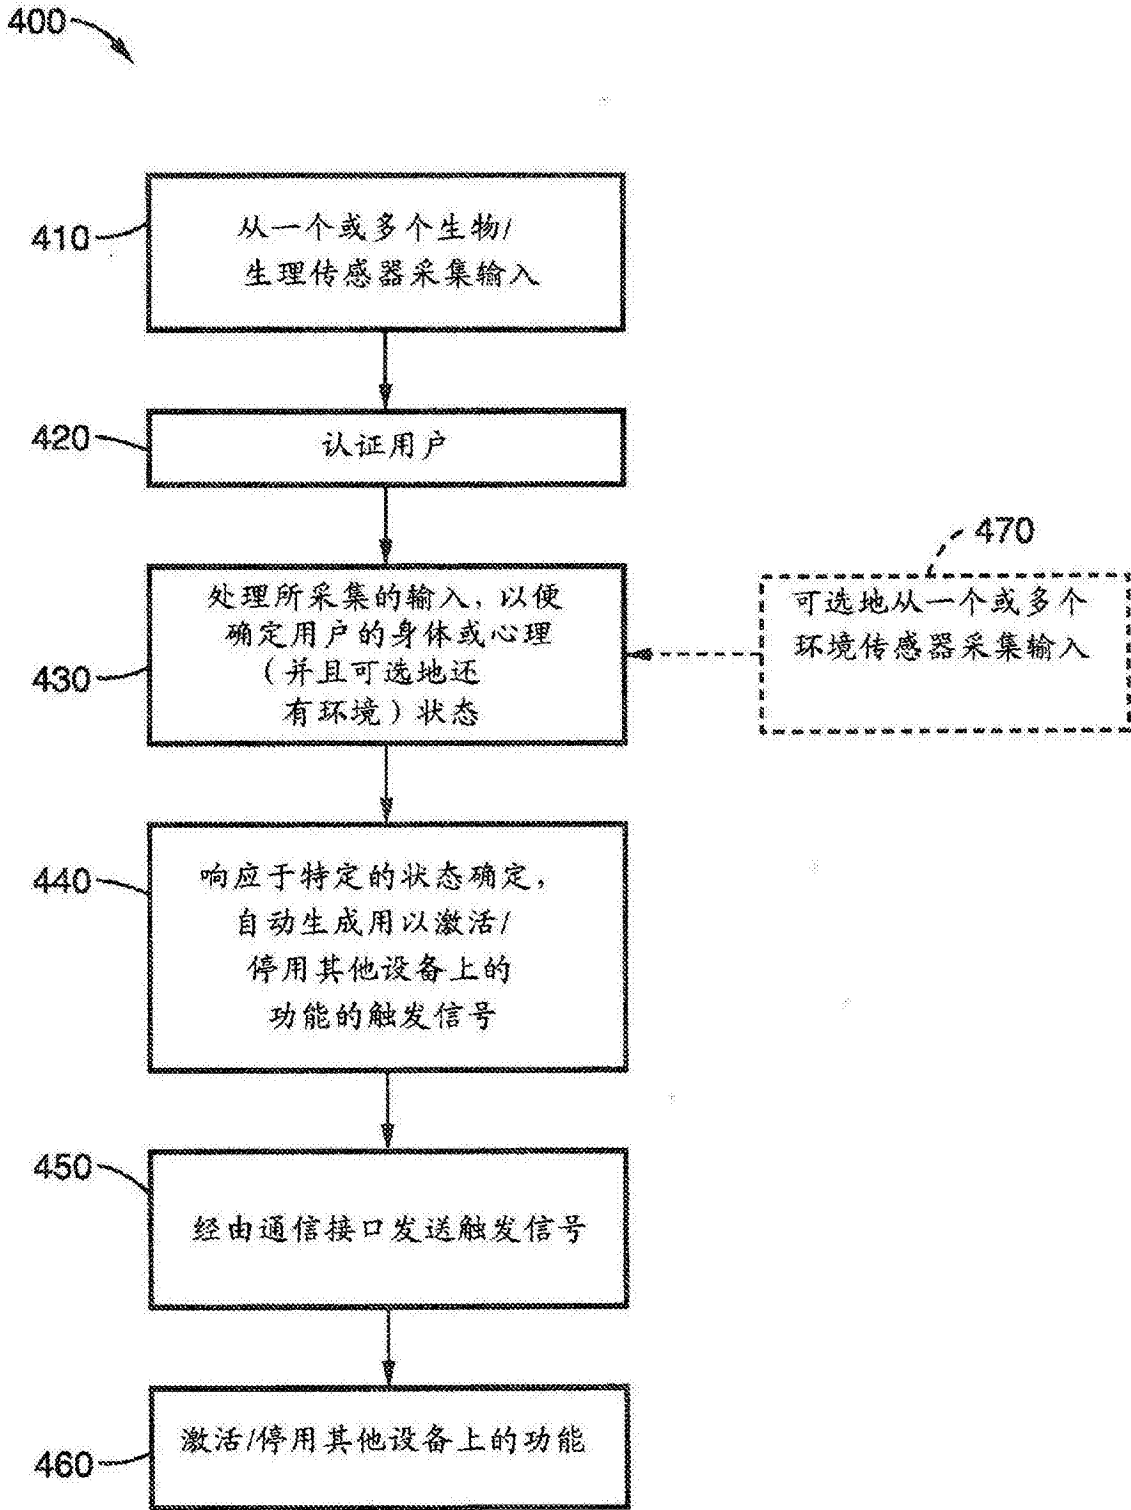 400
410
从一个或多个生物/
生理传感器采集输入
420
认证用户
430
处理所采集的输入，以便
确定用户的身体或心理
（并且可选地还
有环境）状态
470
可选地从一个或多个
环境传感器采集输入
440
响应于特定的状态确定，
自动生成用以激活/
停用其他设备上的
功能的触发信号
450
经由通信接口发送触发信号
460
激活/停用其他设备上的功能